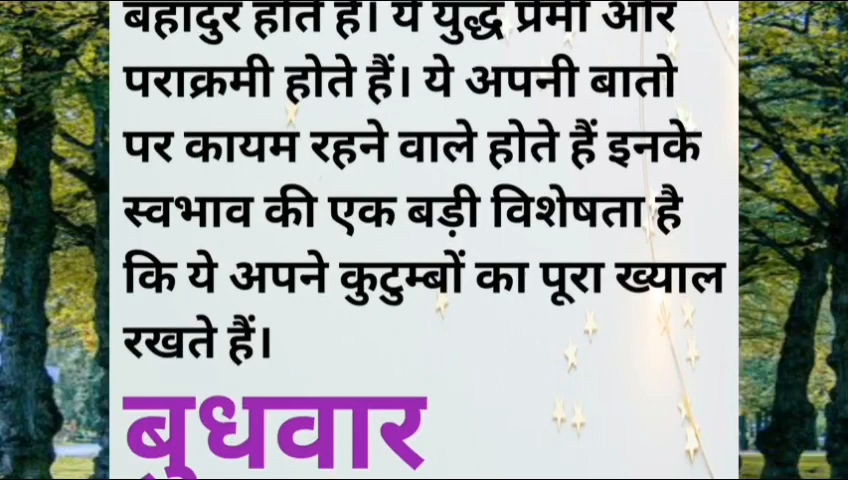 बहादुर होते हैं। ये युद्ध प्रेमी और
पराक्रमी होते हैं। ये अपनी बातो
पर कायम रहने वाले होते हैं इनके
स्वभाव की एक बड़ी विशेषता है
कि ये अपने कुटुम्बों का पूरा ख्याल
रखते हैं।
बुधवार